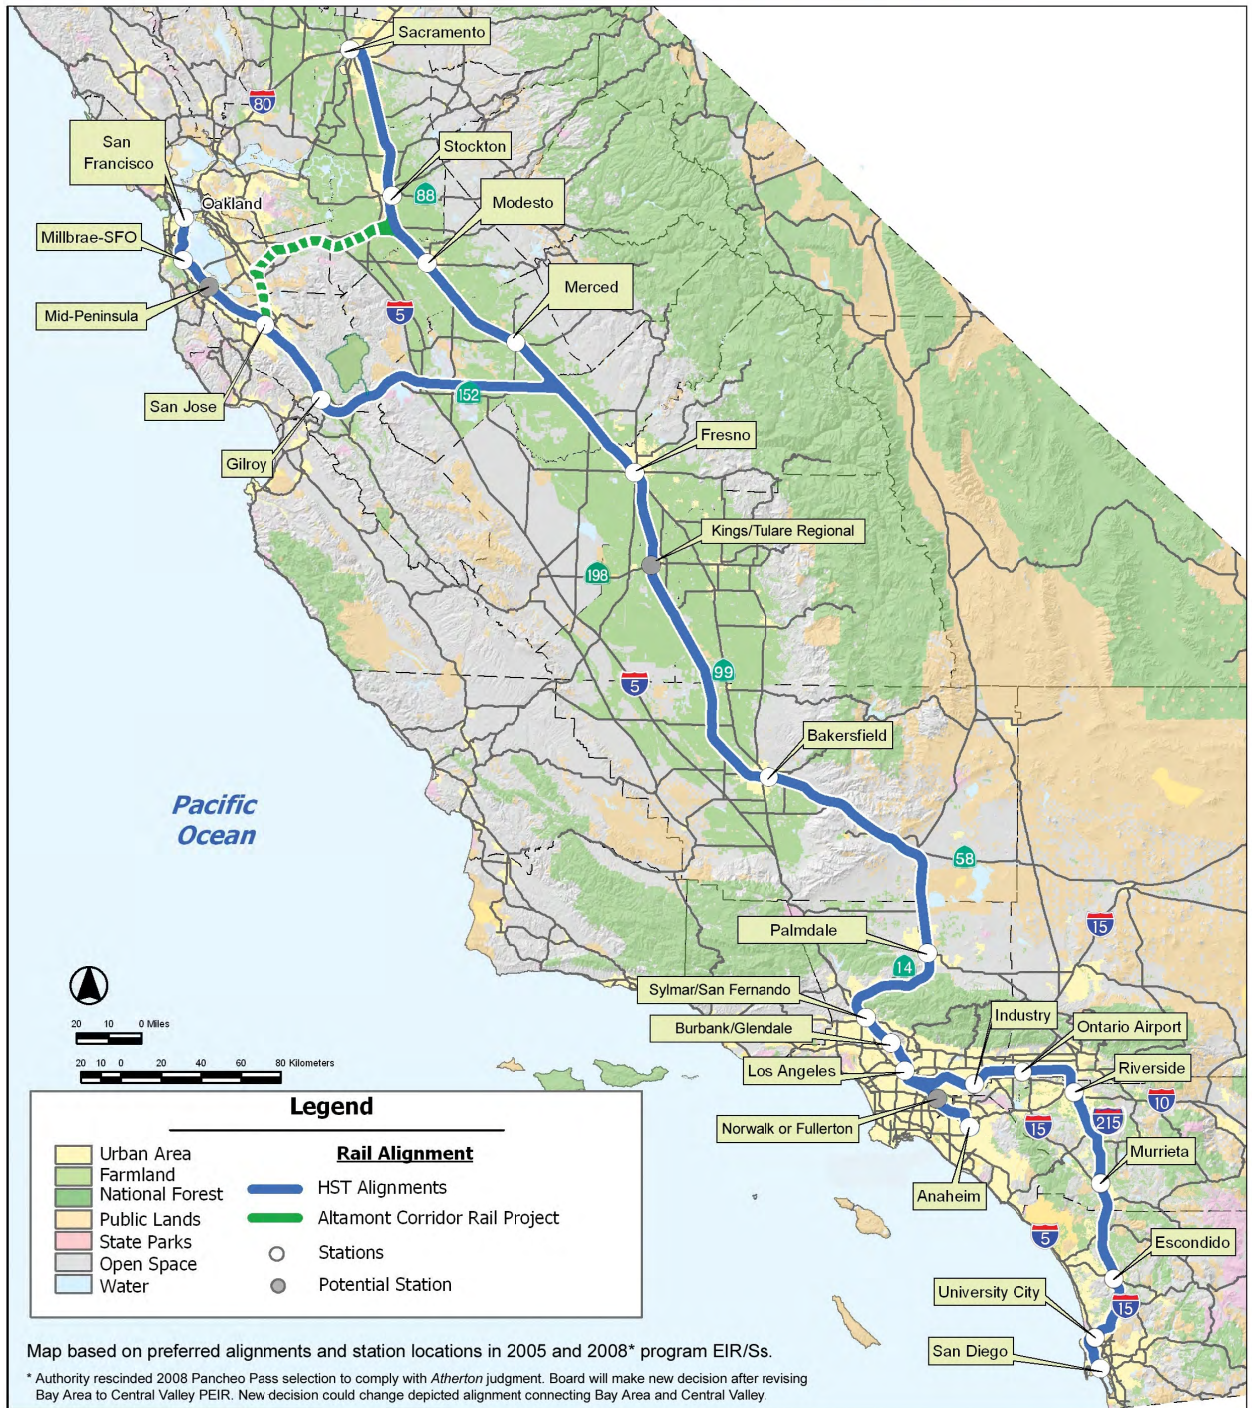 Sacramento
80
San
Francisco
Stockton
88
Oakland
Modesto
Millbrae-SFO
Merced
Mid-Peninsula
5
152
San Jose
Fresno
Gilroy
Kings/Tulare Regional
198
99
5
Bakersfield
Pacific
Ocean
58
15
Palmdale
14
Sylmar/San Fernando
Industry
Burbank/Glendale
Ontario Airport
Los Angeles
Riverside
10
Norwalk or Fullerton
15
215
Murrieta
Anaheim
5
Escondido
University City
15
San Diego
20 10 0 Miles
20 10 0 20 40 60 80 Kilometers
Legend
Urban Area
Farmland
National Forest
Public Lands
State Parks
Open Space
Water
Rail Alignment
HST Alignments
Altamont Corridor Rail Project
Stations
Potential Station
Map based on preferred alignments and station locations in 2005 and 2008* program EIR/Ss.
* Authority rescinded 2008 Pancheo Pass selection to comply with Atherton judgment. Board will make new decision after revising
Bay Area to Central Valley PEIR. New decision could change depicted alignment connecting Bay Area and Central Valley.